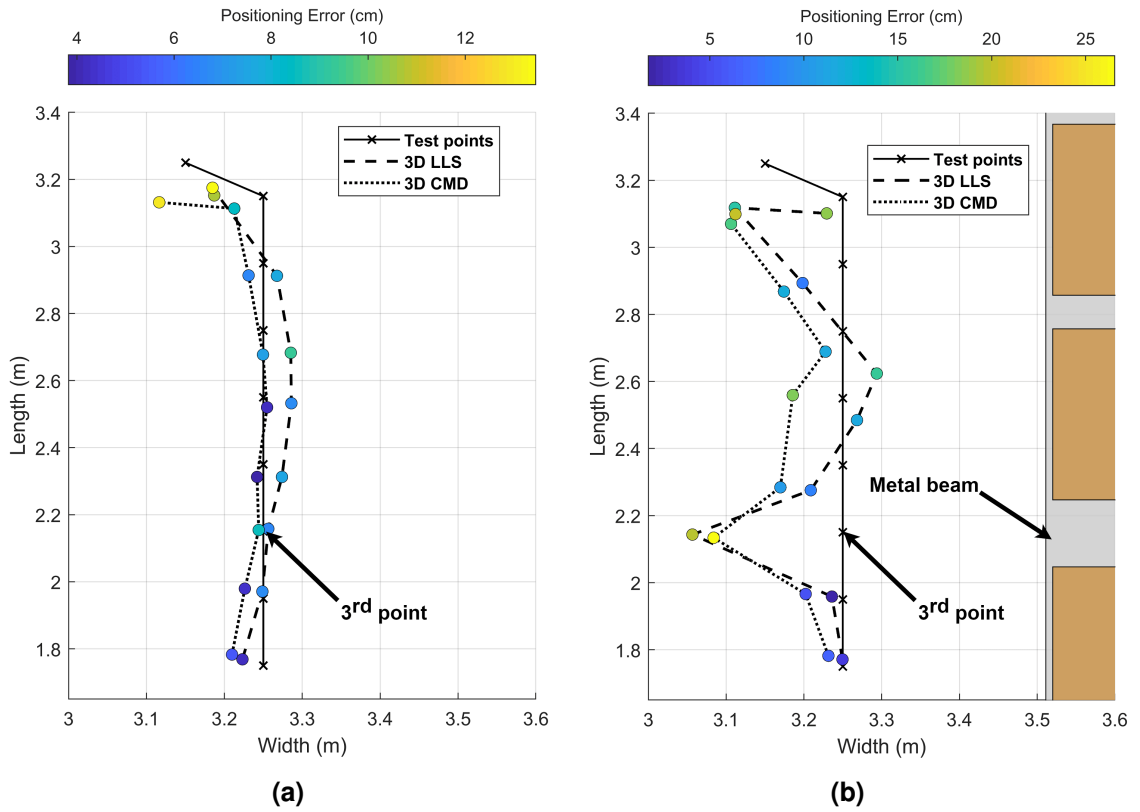 Positioning Error (cm)
4 6 8 10 12
3.4
3.2
3
2.8
2.6
2.4
2.2
2
1.8
Length (m)
Test points
3D LLS
3D CMD
3rd point
3 3.1 3.2 3.3 3.4 3.5 3.6
Width (m)
(a)
Positioning Error (cm)
5 10 15 20 25
3.4
3.2
3
2.8
2.6
2.4
2.2
2
1.8
Length (m)
Test points
3D LLS
3D CMD
Metal beam
3rd point
3 3.1 3.2 3.3 3.4 3.5 3.6
Width (m)
(b)